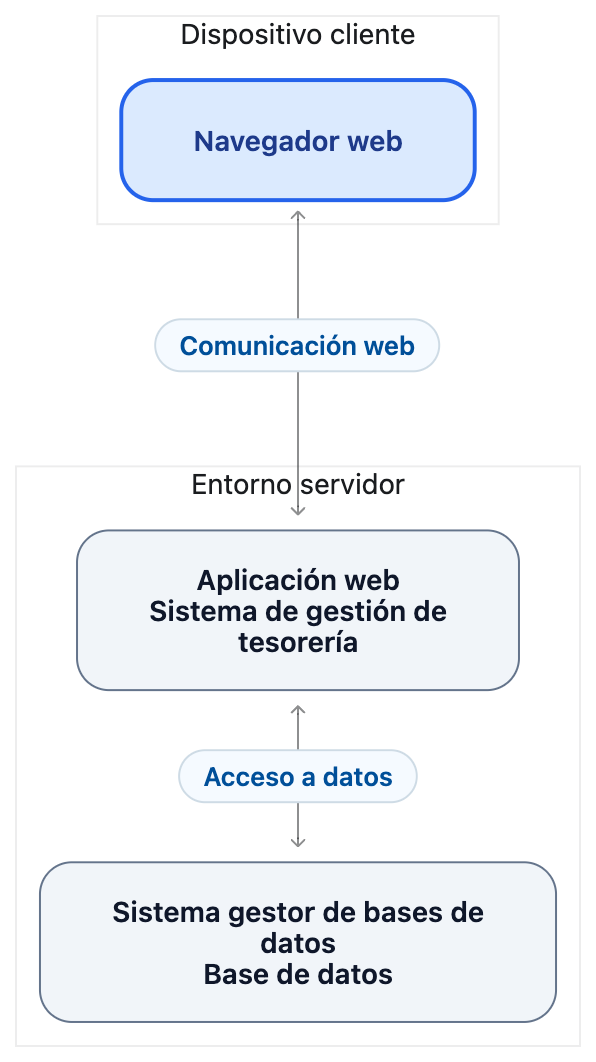 Dispositivo cliente
Navegador web
Comunicación web
Entorno servidor
Aplicación web
Sistema de gestión de
tesorería
Acceso a datos
Sistema gestor de bases de
datos
Base de datos